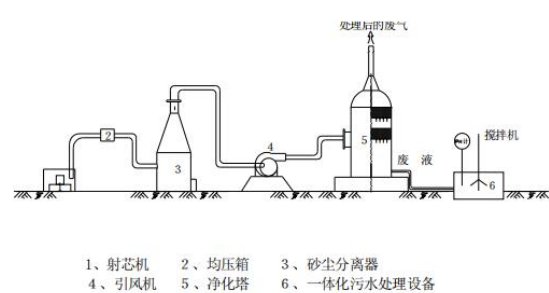 处理后的废气
4
搅拌机
2
5
3
废 液
6
1、射芯机 2、均压箱 3、砂尘分离器
4、引风机 5、净化塔 6、一体化污水处理设备